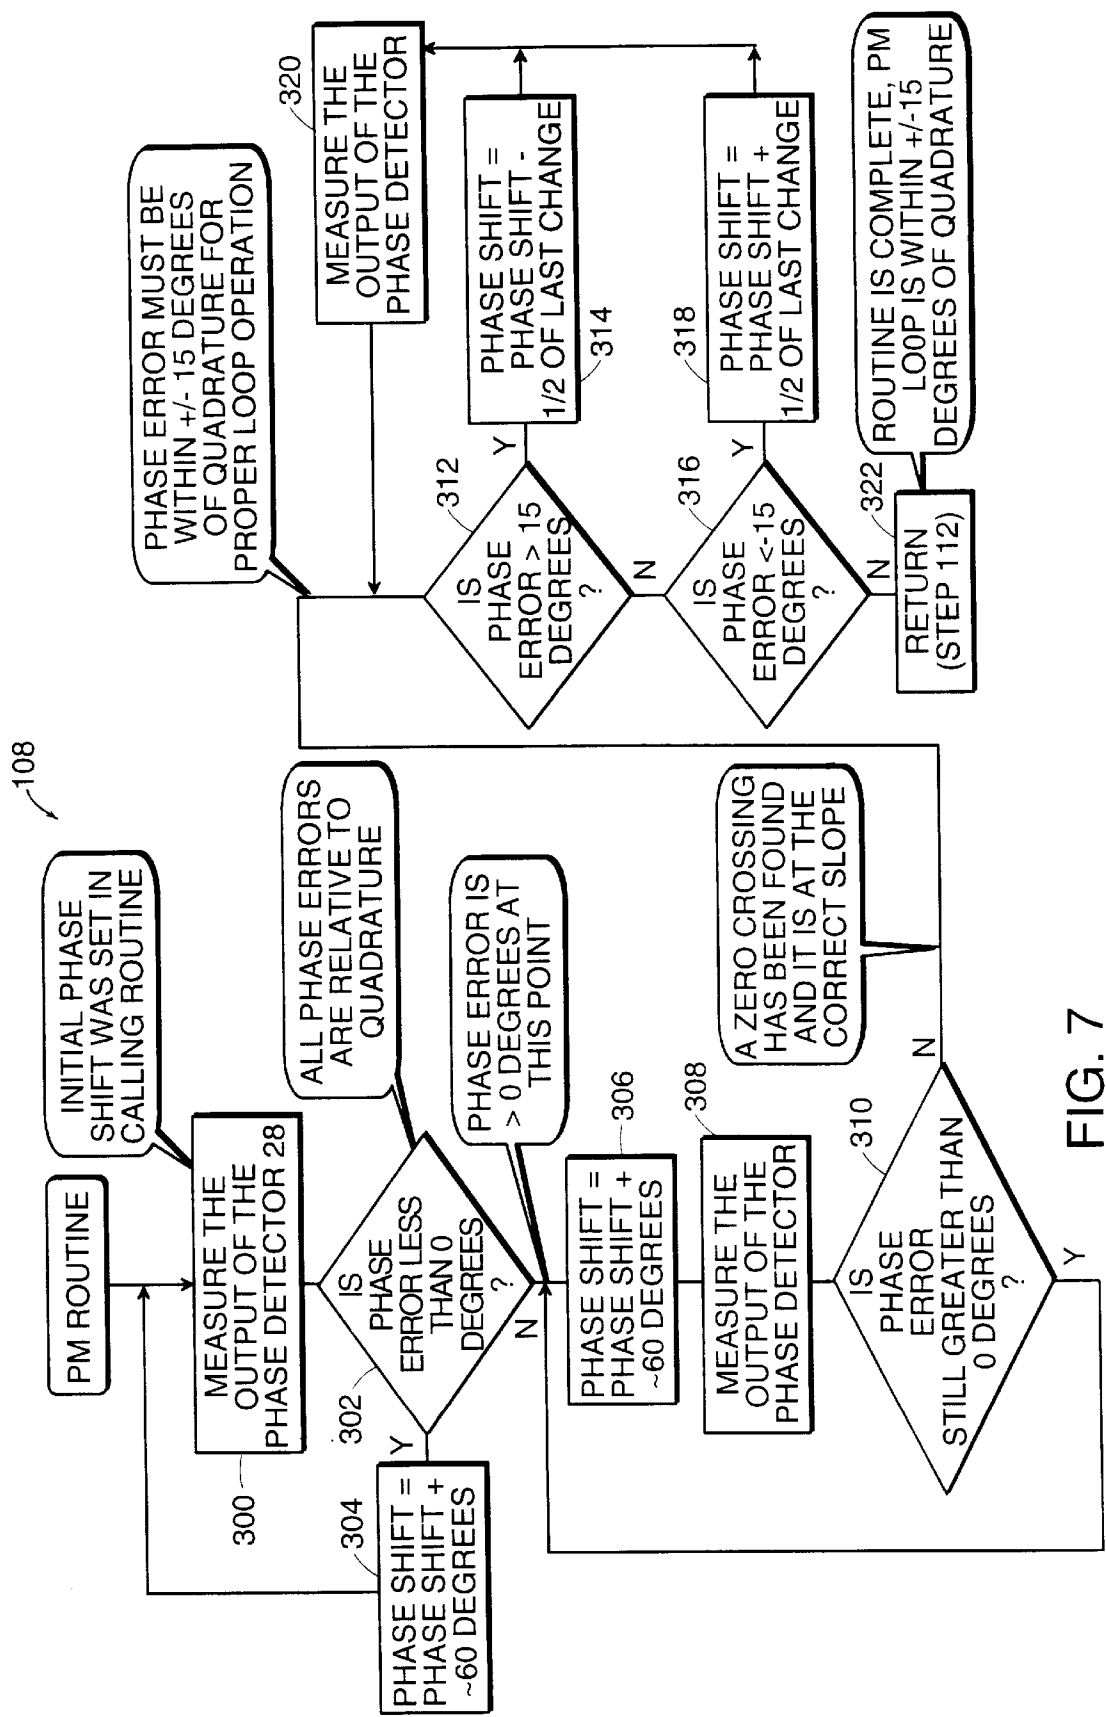 108
PM ROUTINE
INITIAL PHASE
SHIFT WAS SET IN
CALLING ROUTINE
300
MEASURE THE
OUTPUT OF THE
PHASE DETECTOR 28
302
IS
PHASE
ERROR LESS
THAN 0
DEGREES
?
Y
N
ALL PHASE ERRORS
ARE RELATIVE TO
QUADRATURE
304
PHASE SHIFT =
PHASE SHIFT +
~60 DEGREES
PHASE ERROR IS
> 0 DEGREES AT
THIS POINT
306
PHASE SHIFT =
PHASE SHIFT +
~60 DEGREES
308
MEASURE THE
OUTPUT OF THE
PHASE DETECTOR
310
IS
PHASE
ERROR
STILL GREATER THAN
0 DEGREES
?
Y
N
A ZERO CROSSING
HAS BEEN FOUND
AND IT IS AT THE
CORRECT SLOPE
PHASE ERROR MUST BE
WITHIN +/- 15 DEGREES
OF QUADRATURE FOR
PROPER LOOP OPERATION
320
MEASURE THE
OUTPUT OF THE
PHASE DETECTOR
312
IS
PHASE
ERROR > 15
DEGREES
?
Y
N
PHASE SHIFT =
PHASE SHIFT -
1/2 OF LAST CHANGE
314
316
IS
PHASE
ERROR <-15
DEGREES
?
Y
N
318
PHASE SHIFT =
PHASE SHIFT +
1/2 OF LAST CHANGE
322
RETURN
(STEP 112)
ROUTINE IS COMPLETE, PM
LOOP IS WITHIN +/-15
DEGREES OF QUADRATURE
FIG. 7